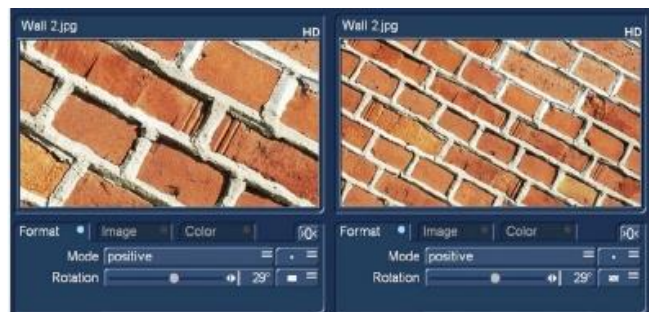 Wall 2.jpg
HD
Format Image Color
Mode positive
Rotation 29°
Wall 2.jpg
HD
Format Image Color
Mode positive
Rotation 29°